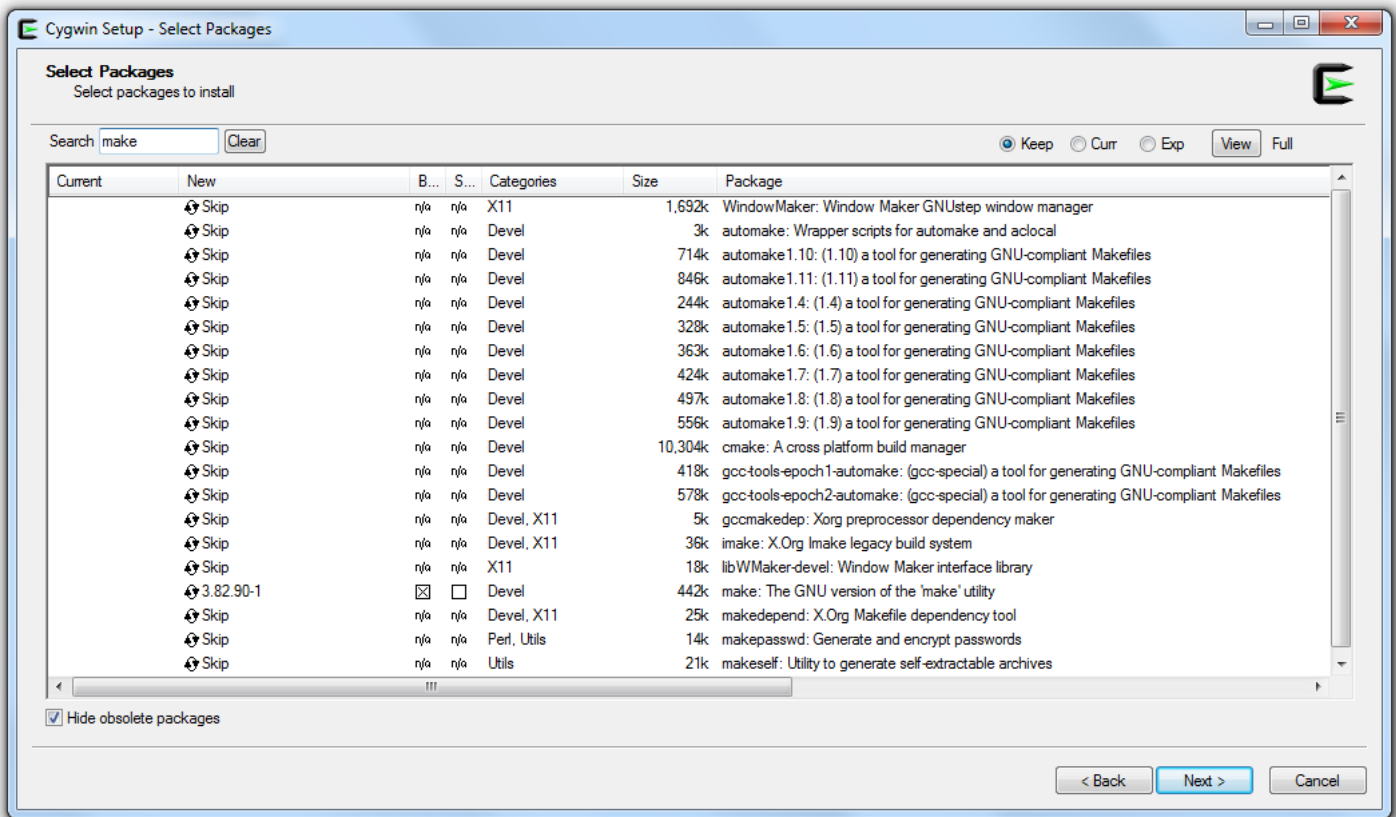 Cygwin Setup - Select Packages
Select Packages
Select packages to install
Search make Clear Keep Curr Exp View Full
Current New B... S... Categories Size Package
Skip n/a n/a X11 1,692k WindowMaker: Window Maker GNUstep window manager
Skip n/a n/a Devel 3k automake: Wrapper scripts for automake and aclocal
Skip n/a n/a Devel 714k automake1.10: (1.10) a tool for generating GNU-compliant Makefiles
Skip n/a n/a Devel 846k automake1.11: (1.11) a tool for generating GNU-compliant Makefiles
Skip n/a n/a Devel 244k automake1.4: (1.4) a tool for generating GNU-compliant Makefiles
Skip n/a n/a Devel 328k automake1.5: (1.5) a tool for generating GNU-compliant Makefiles
Skip n/a n/a Devel 363k automake1.6: (1.6) a tool for generating GNU-compliant Makefiles
Skip n/a n/a Devel 424k automake1.7: (1.7) a tool for generating GNU-compliant Makefiles
Skip n/a n/a Devel 497k automake1.8: (1.8) a tool for generating GNU-compliant Makefiles
Skip n/a n/a Devel 556k automake1.9: (1.9) a tool for generating GNU-compliant Makefiles
Skip n/a n/a Devel 10,304k cmake: A cross platform build manager
Skip n/a n/a Devel 418k gcc-tools-epoch1-automake: (gcc-special) a tool for generating GNU-compliant Makefiles
Skip n/a n/a Devel 578k gcc-tools-epoch2-automake: (gcc-special) a tool for generating GNU-compliant Makefiles
Skip n/a n/a Devel, X11 5k gccmakedep: Xorg preprocessor dependency maker
Skip n/a n/a Devel, X11 36k imake: X.Org Imake legacy build system
Skip n/a n/a X11 18k libWMaker-devel: Window Maker interface library
3.82.90-1 Devel 442k make: The GNU version of the 'make' utility
Skip n/a n/a Devel, X11 25k makedepend: X.Org Makefile dependency tool
Skip n/a n/a Perl, Utils 14k makepasswd: Generate and encrypt passwords
Skip n/a n/a Utils 21k makeself: Utility to generate self-extractable archives
Hide obsolete packages
< Back Next > Cancel